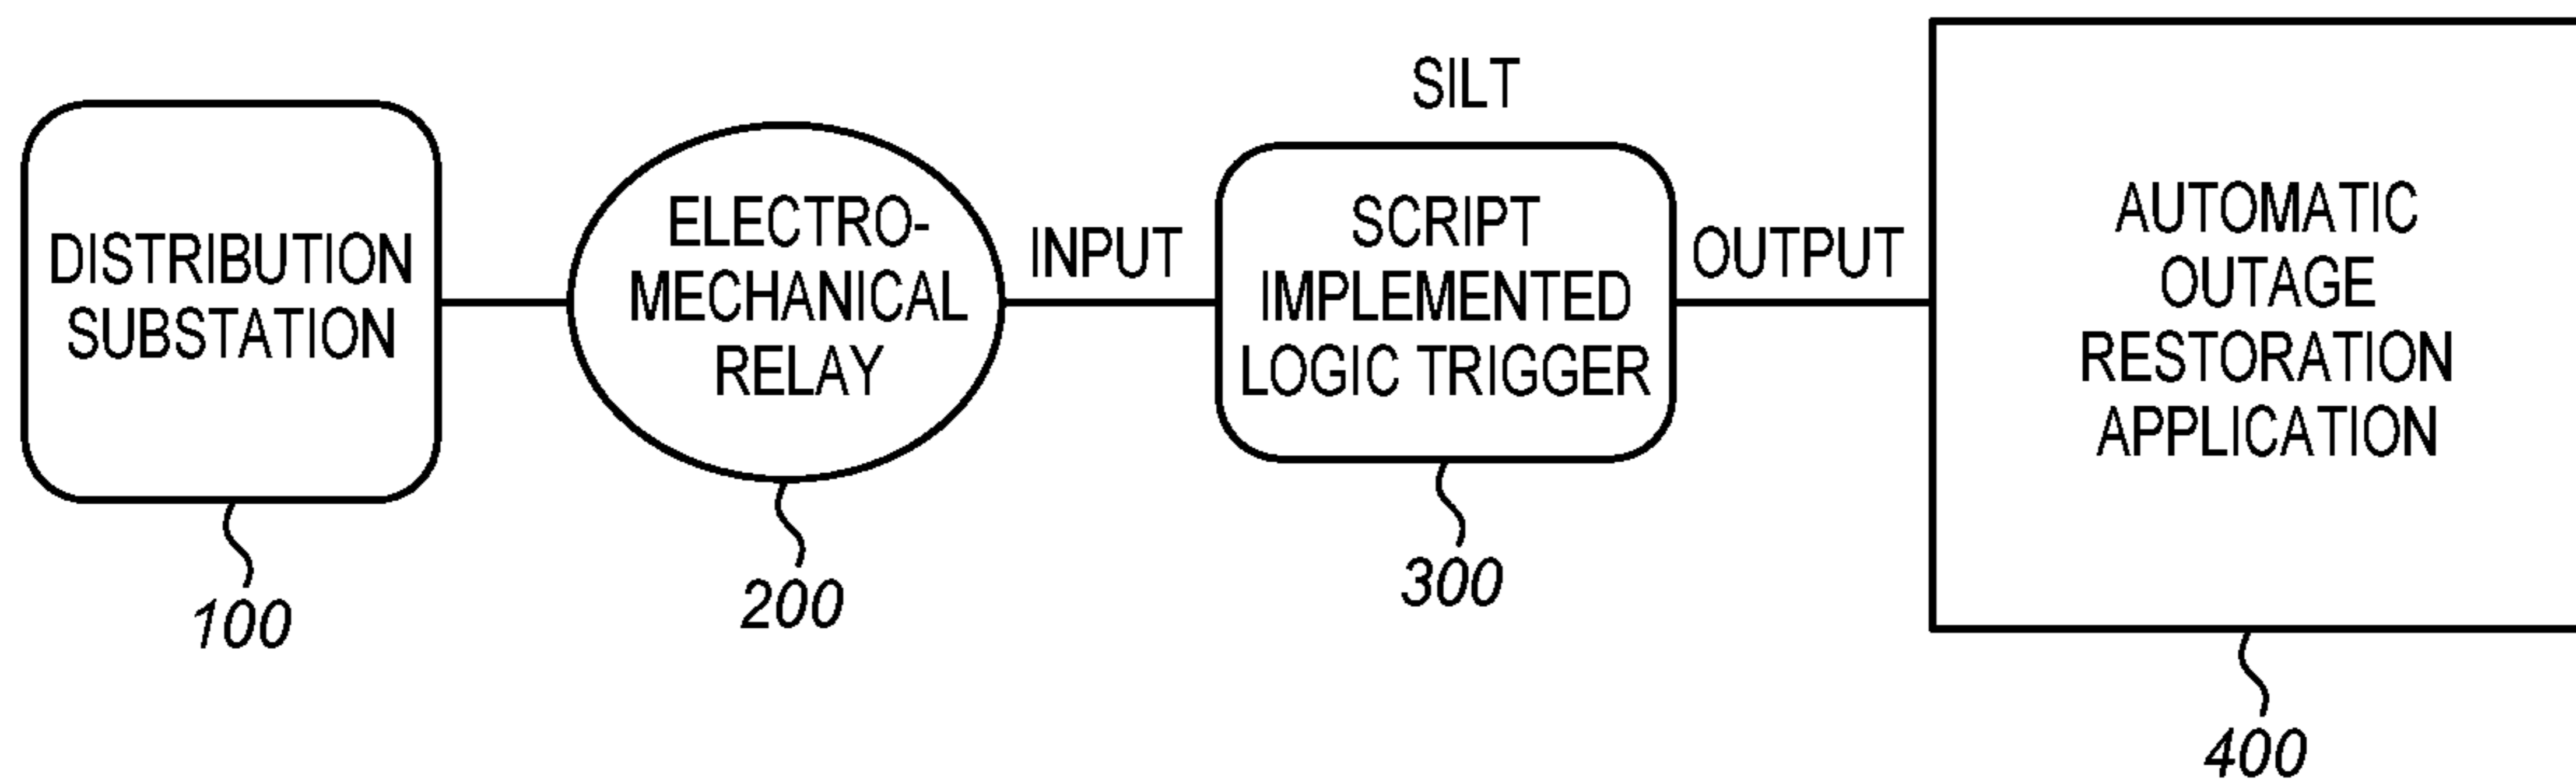 DISTRIBUTION
SUBSTATION
100
ELECTRO-
MECHANICAL
RELAY
200
INPUT
SILT
SCRIPT
IMPLEMENTED
LOGIC TRIGGER
300
OUTPUT
AUTOMATIC
OUTAGE
RESTORATION
APPLICATION
400